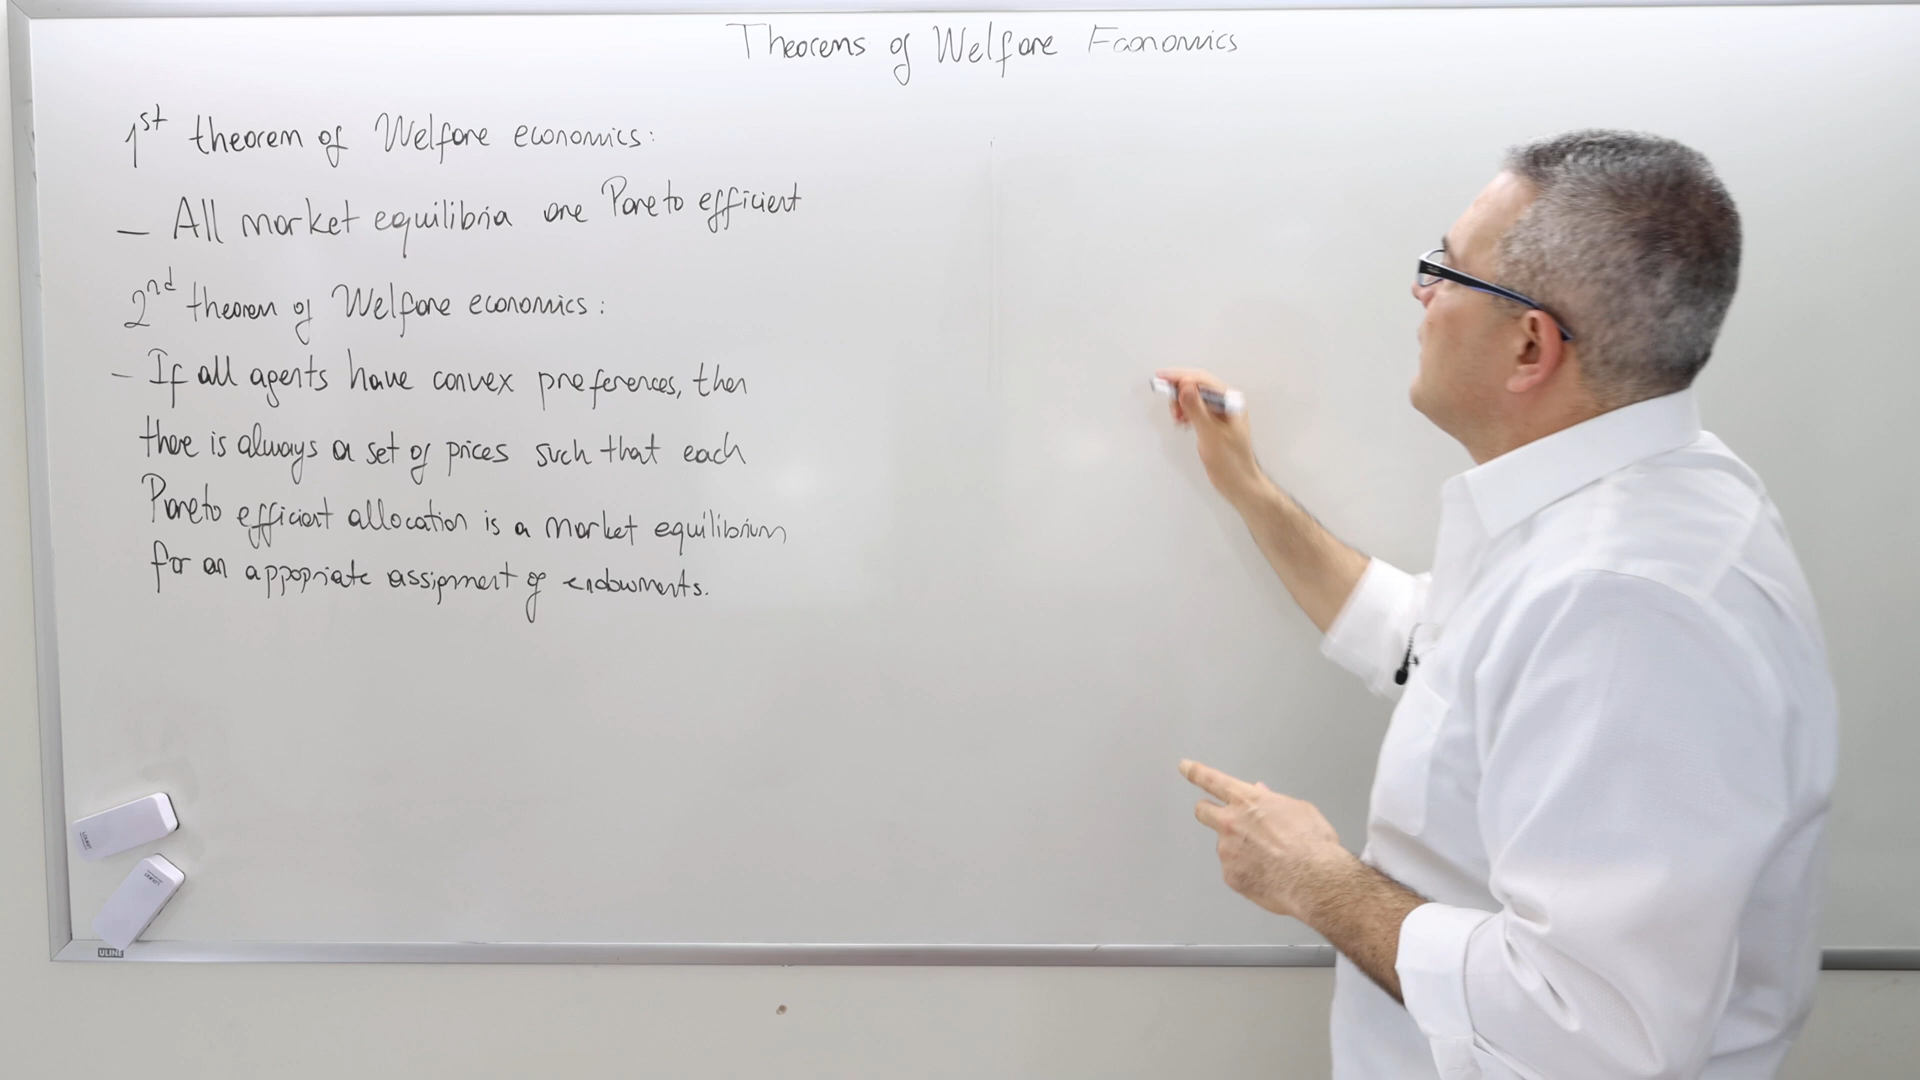 Theorems of Welfare Economics
1st theorem of Welfare economics:
– All market equilibria are Pareto efficient
2nd theorem of Welfare economics:
– If all agents have convex preferences, then
there is always a set of prices such that each
Pareto efficient allocation is a market equilibrium
for an appopriate assignment of endowments.
ULINE